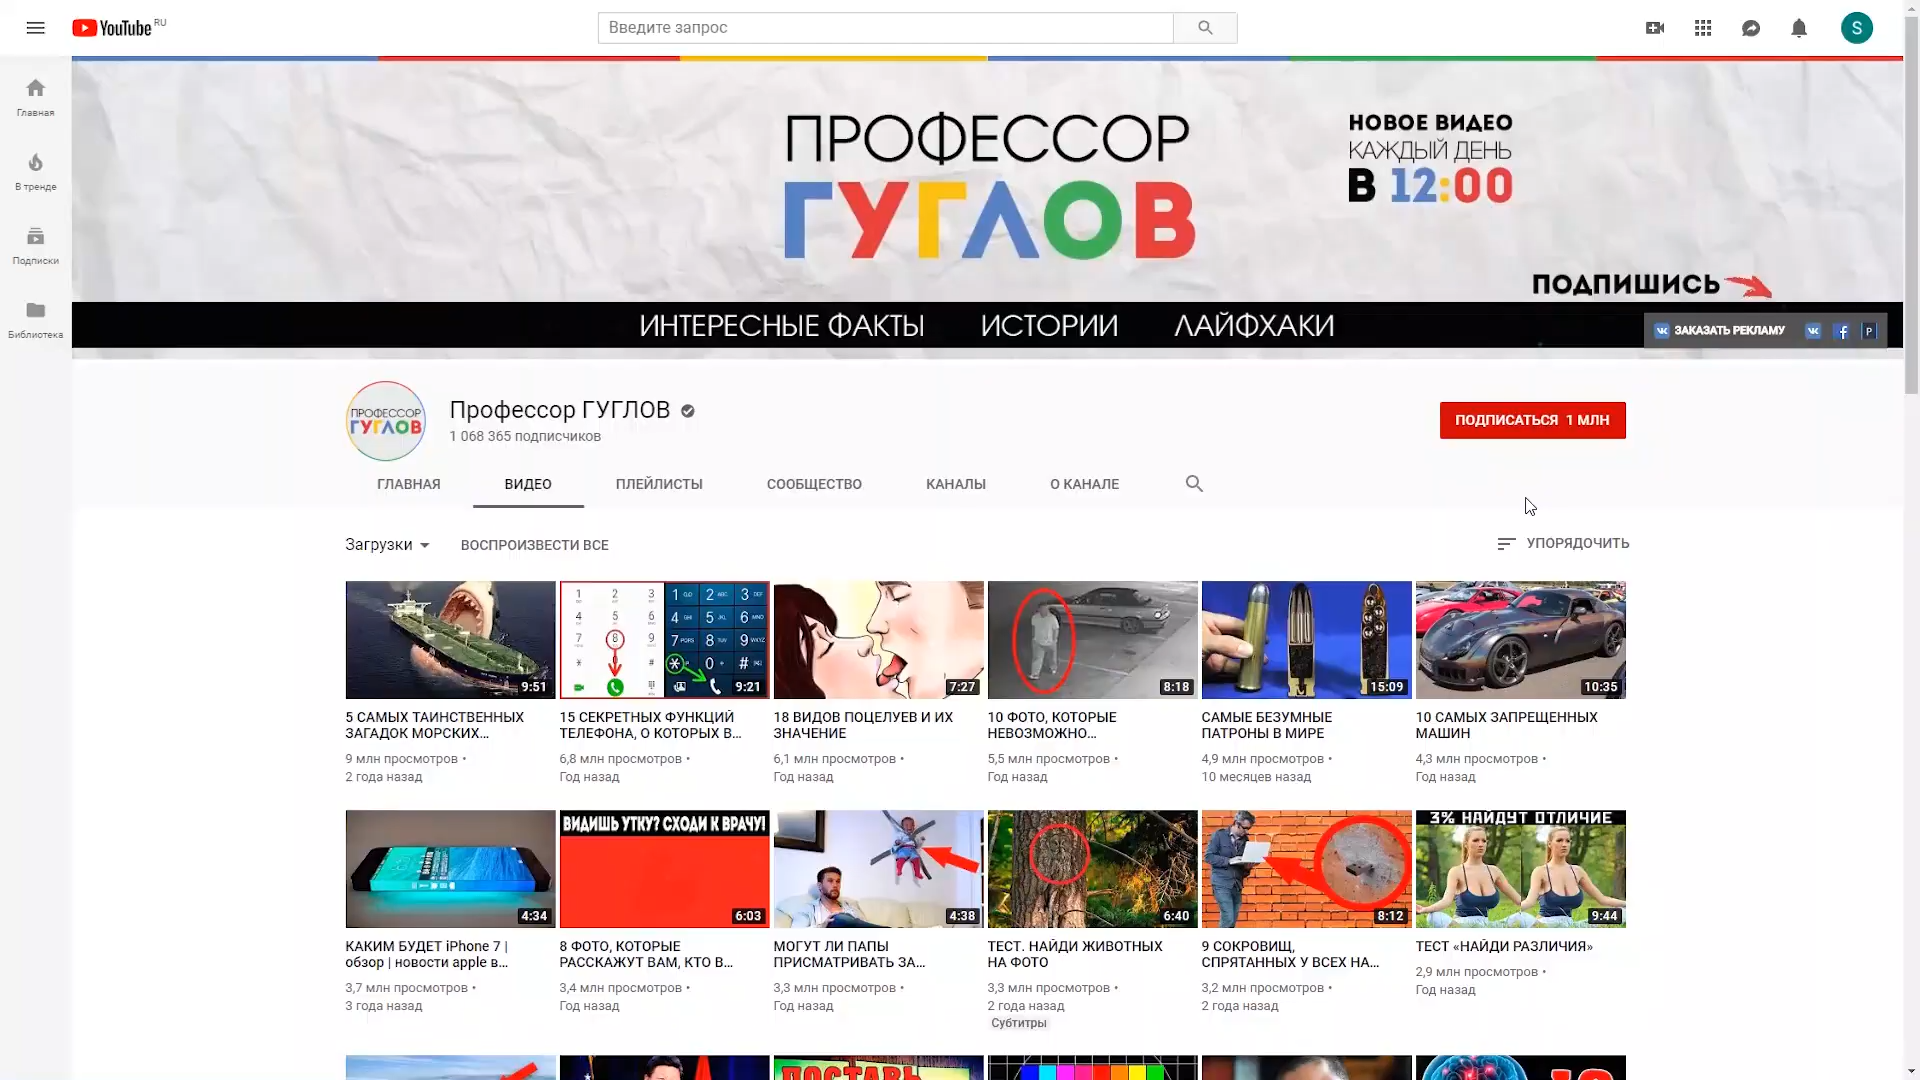 YouTube RU
Введите запрос
S
Главная
В тренде
Подписки
Библиотека
ПРОФЕССОР
ГУГЛОВ
НОВОЕ ВИДЕО
КАЖДЫЙ ДЕНЬ
В 12:00
ПОДПИШИСЬ
ИНТЕРЕСНЫЕ ФАКТЫ ИСТОРИИ ЛАЙФХАКИ
ЗАКАЗАТЬ РЕКЛАМУ
ПРОФЕССОР
ГУГЛОВ
Профессор ГУГЛОВ
1 068 365 подписчиков
ПОДПИСАТЬСЯ 1 МЛН
ГЛАВНАЯ ВИДЕО ПЛЕЙЛИСТЫ СООБЩЕСТВО КАНАЛЫ О КАНАЛЕ
Загрузки ВОСПРОИЗВЕСТИ ВСЕ УПОРЯДОЧИТЬ
9:51
5 САМЫХ ТАИНСТВЕННЫХ
ЗАГАДОК МОРСКИХ...
9 млн просмотров •
2 года назад
9:21
15 СЕКРЕТНЫХ ФУНКЦИЙ
ТЕЛЕФОНА, О КОТОРЫХ В...
6,8 млн просмотров •
Год назад
7:27
18 ВИДОВ ПОЦЕЛУЕВ И ИХ
ЗНАЧЕНИЕ
6,1 млн просмотров •
Год назад
8:18
10 ФОТО, КОТОРЫЕ
НЕВОЗМОЖНО...
5,5 млн просмотров •
Год назад
15:09
САМЫЕ БЕЗУМНЫЕ
ПАТРОНЫ В МИРЕ
4,9 млн просмотров •
10 месяцев назад
10:35
10 САМЫХ ЗАПРЕЩЕННЫХ
МАШИН
4,3 млн просмотров •
Год назад
4:34
КАКИМ БУДЕТ iPhone 7 |
обзор | новости apple в...
3,7 млн просмотров •
3 года назад
ВИДИШЬ УТКУ? СХОДИ К ВРАЧУ!
6:03
8 ФОТО, КОТОРЫЕ
РАССКАЖУТ ВАМ, КТО В...
3,4 млн просмотров •
Год назад
4:38
МОГУТ ЛИ ПАПЫ
ПРИСМАТРИВАТЬ ЗА...
3,3 млн просмотров •
Год назад
6:40
ТЕСТ. НАЙДИ ЖИВОТНЫХ
НА ФОТО
3,3 млн просмотров •
2 года назад
Субтитры
8:12
9 СОКРОВИЩ,
СПРЯТАННЫХ У ВСЕХ НА...
3,2 млн просмотров •
2 года назад
3% НАЙДУТ ОТЛИЧИЕ
9:44
ТЕСТ «НАЙДИ РАЗЛИЧИЯ»
2,9 млн просмотров •
Год назад
ПОСТАВЬ